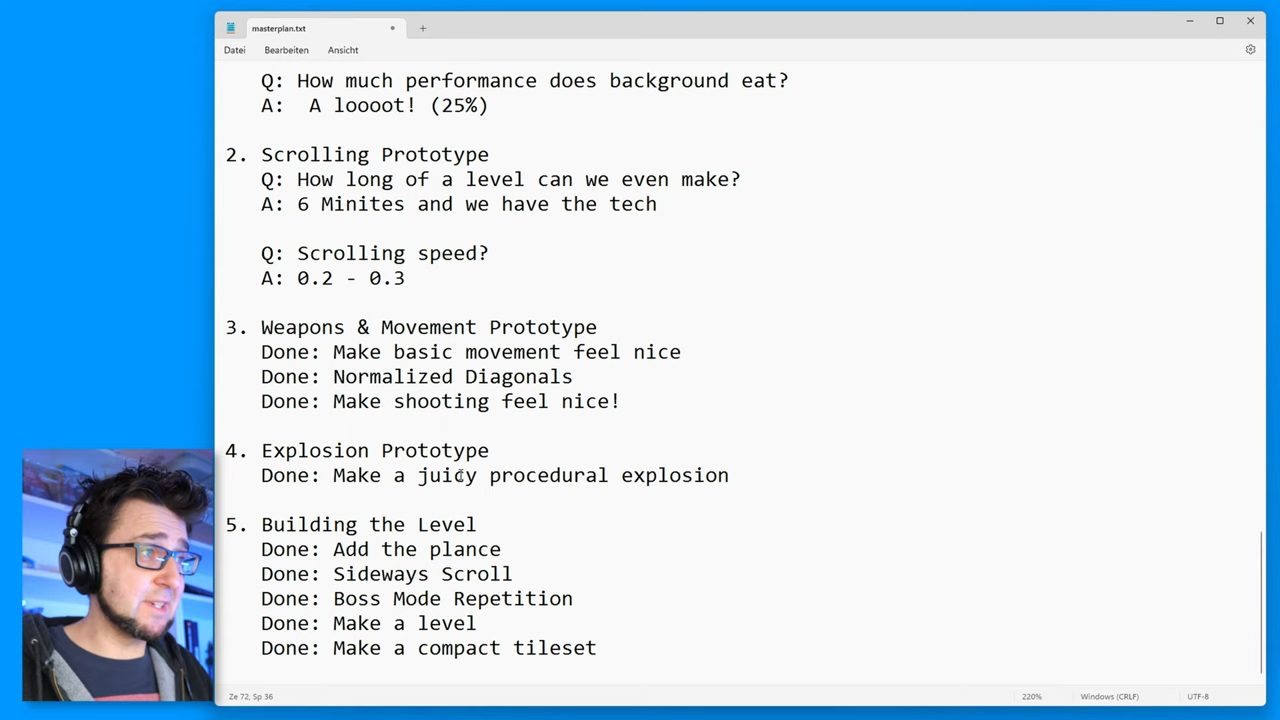 masterplan.txt
Datei Bearbeiten Ansicht
Q: How much performance does background eat?
A:  A loooot! (25%)
2. Scrolling Prototype
Q: How long of a level can we even make?
A: 6 Minites and we have the tech
Q: Scrolling speed?
A: 0.2 - 0.3
3. Weapons & Movement Prototype
Done: Make basic movement feel nice
Done: Normalized Diagonals
Done: Make shooting feel nice!
4. Explosion Prototype
Done: Make a juicy procedural explosion
5. Building the Level
Done: Add the plance
Done: Sideways Scroll
Done: Boss Mode Repetition
Done: Make a level
Done: Make a compact tileset
Ze 72, Sp 36 220% Windows (CRLF) UTF-8